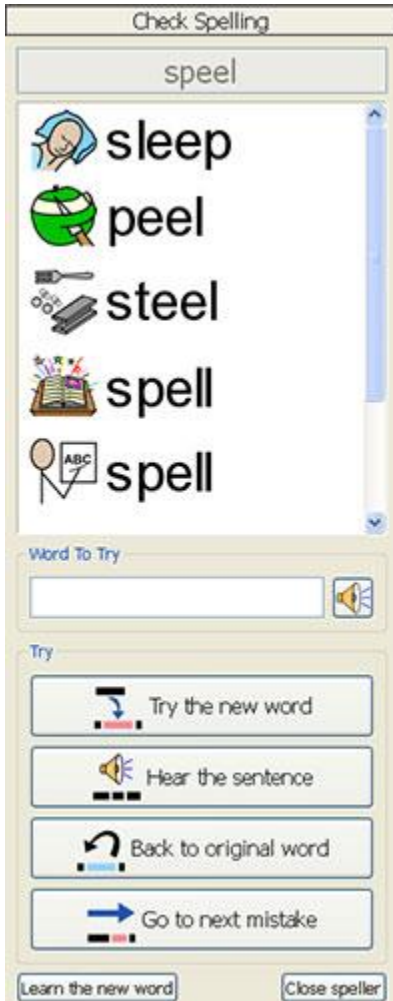 Check Spelling
speel
sleep
peel
steel
spell
ABC
spell
Word To Try
Try
Try the new word
Hear the sentence
Back to original word
Go to next mistake
Learn the new word
Close speller